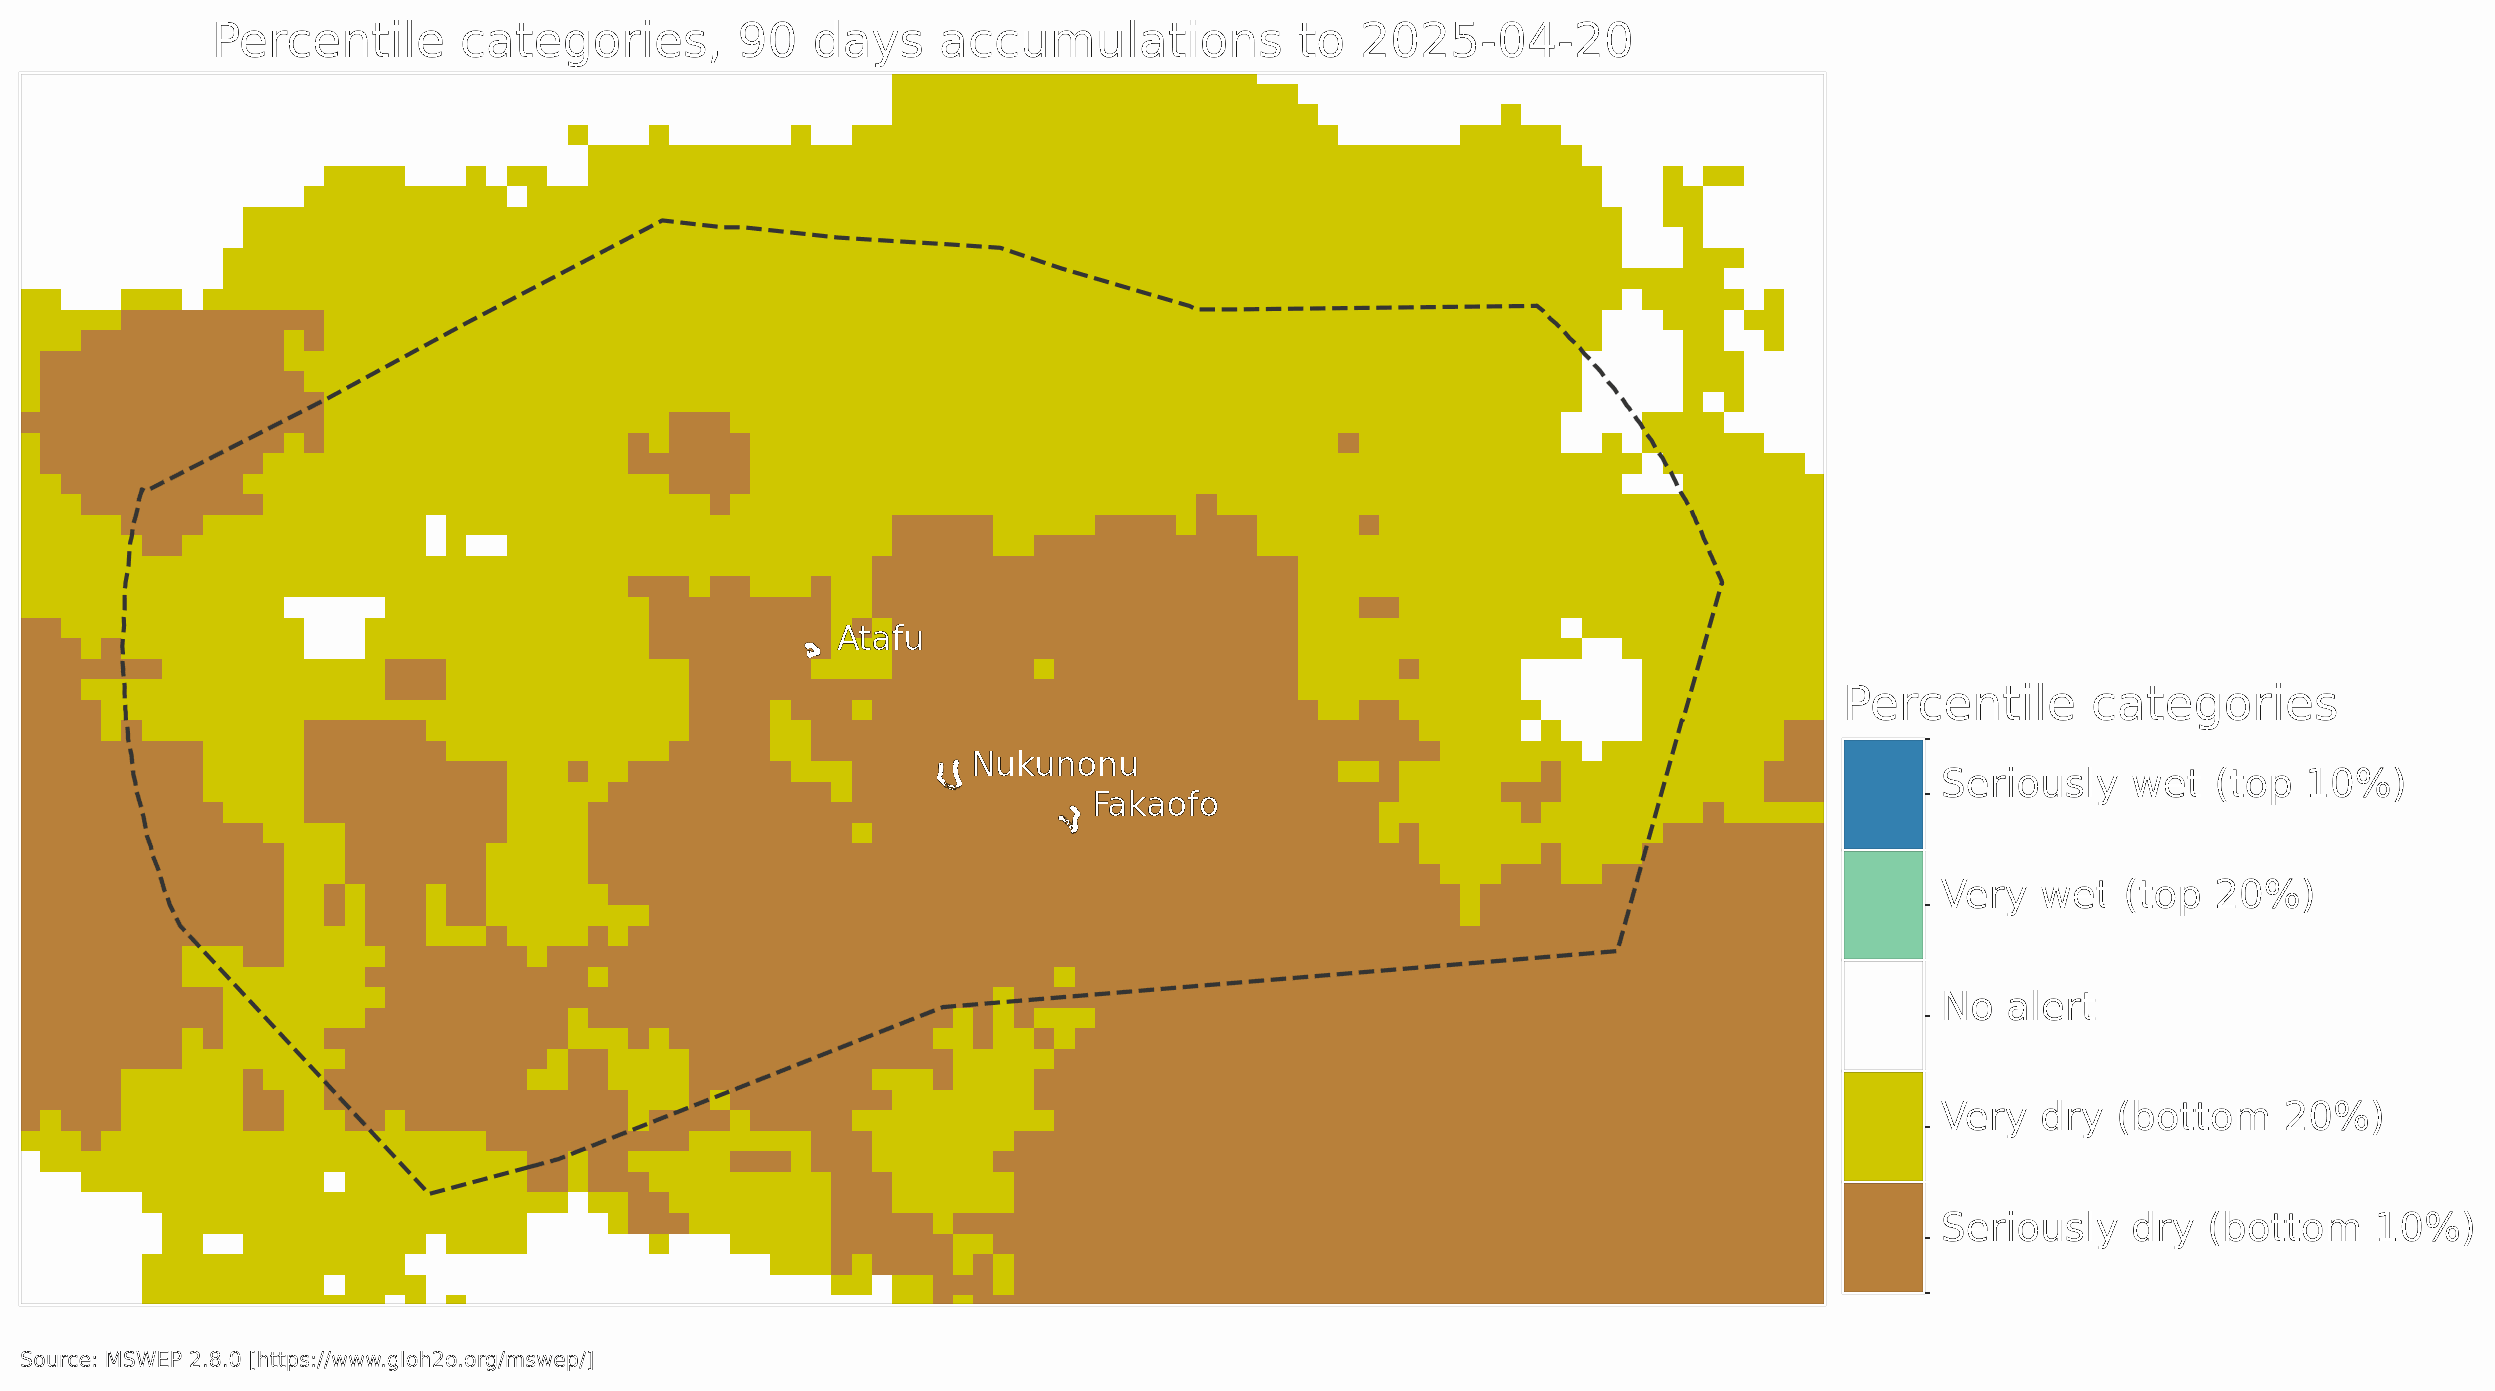 Percentile categories, 90 days accumulations to 2025-04-20
Atafu
Nukunonu
Fakaofo
Percentile categories
Seriously wet (top 10%)
Very wet (top 20%)
No alert
Very dry (bottom 20%)
Seriously dry (bottom 10%)
Source: MSWEP 2.8.0 [https://www.gloh2o.org/mswep/]